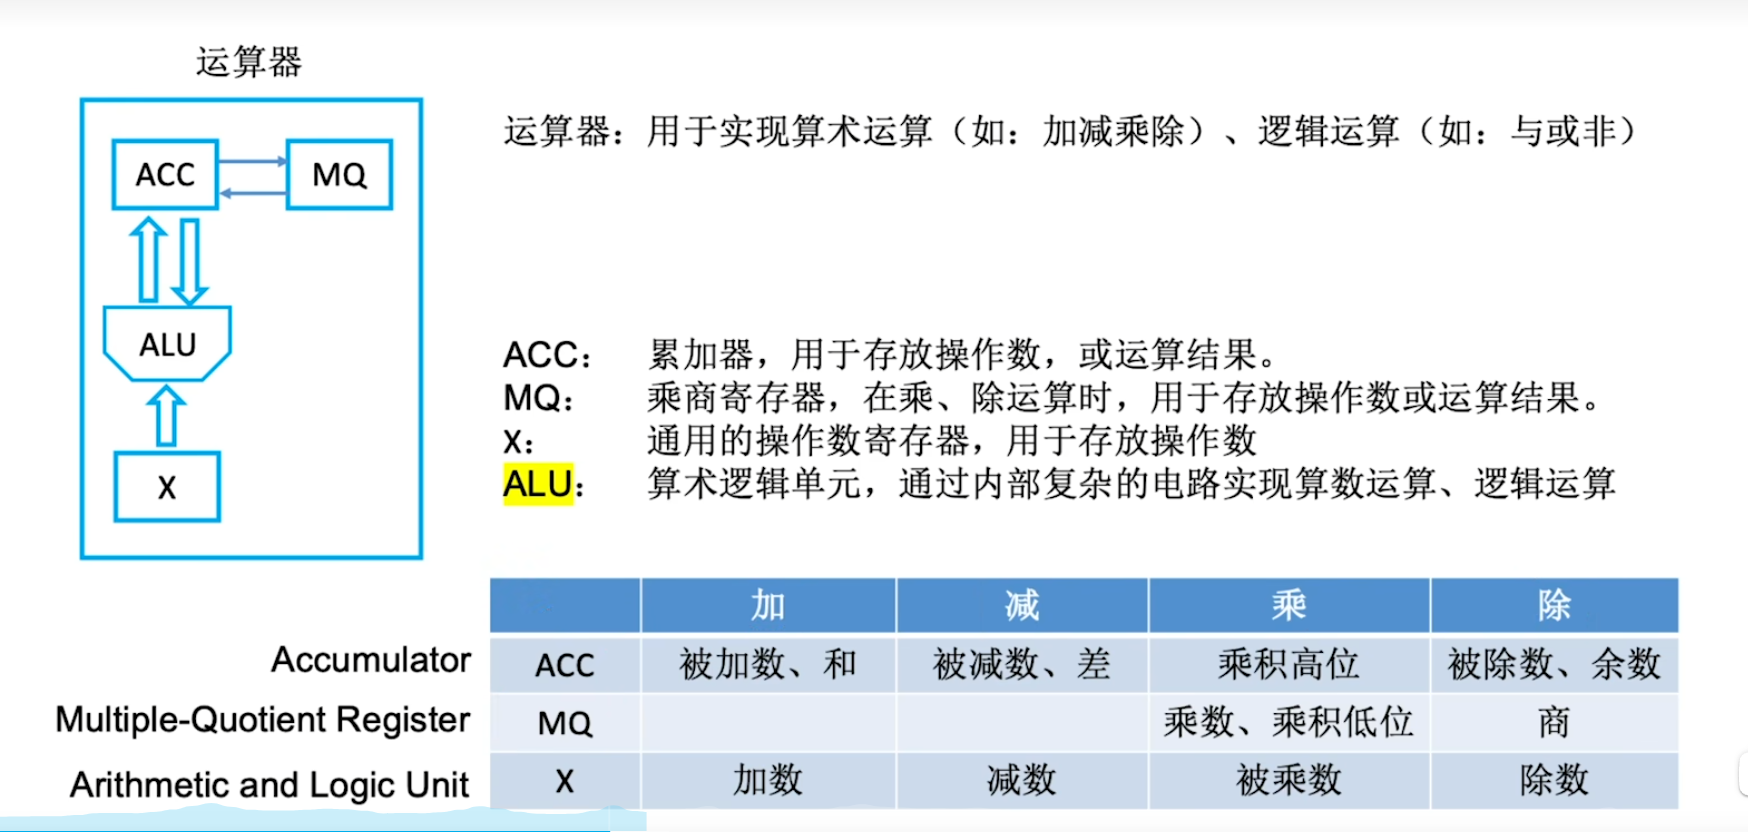 运算器
运算器：用于实现算术运算（如：加减乘除）、逻辑运算（如：与或非）
ACC
MQ
ALU
X
ACC： 累加器，用于存放操作数，或运算结果。
MQ： 乘商寄存器，在乘、除运算时，用于存放操作数或运算结果。
X： 通用的操作数寄存器，用于存放操作数
ALU： 算术逻辑单元，通过内部复杂的电路实现算数运算、逻辑运算
加 减 乘 除
Accumulator ACC 被加数、和 被减数、差 乘积高位 被除数、余数
Multiple-Quotient Register MQ 乘数、乘积低位 商
Arithmetic and Logic Unit X 加数 减数 被乘数 除数